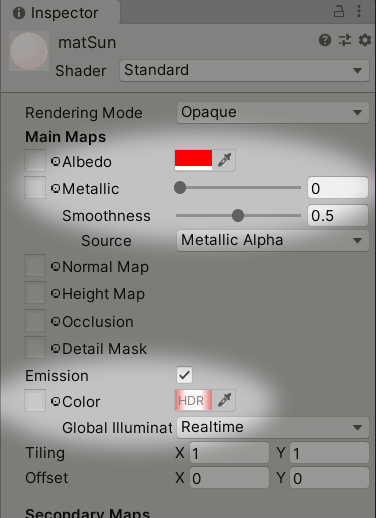 Inspector
matSun
Shader Standard
Rendering Mode Opaque
Main Maps
Albedo
Metallic 0
Smoothness 0.5
Source Metallic Alpha
Normal Map
Height Map
Occlusion
Detail Mask
Emission
Color HDR
Global Illuminat Realtime
Tiling X 1 Y 1
Offset X 0 Y 0
Secondary Maps